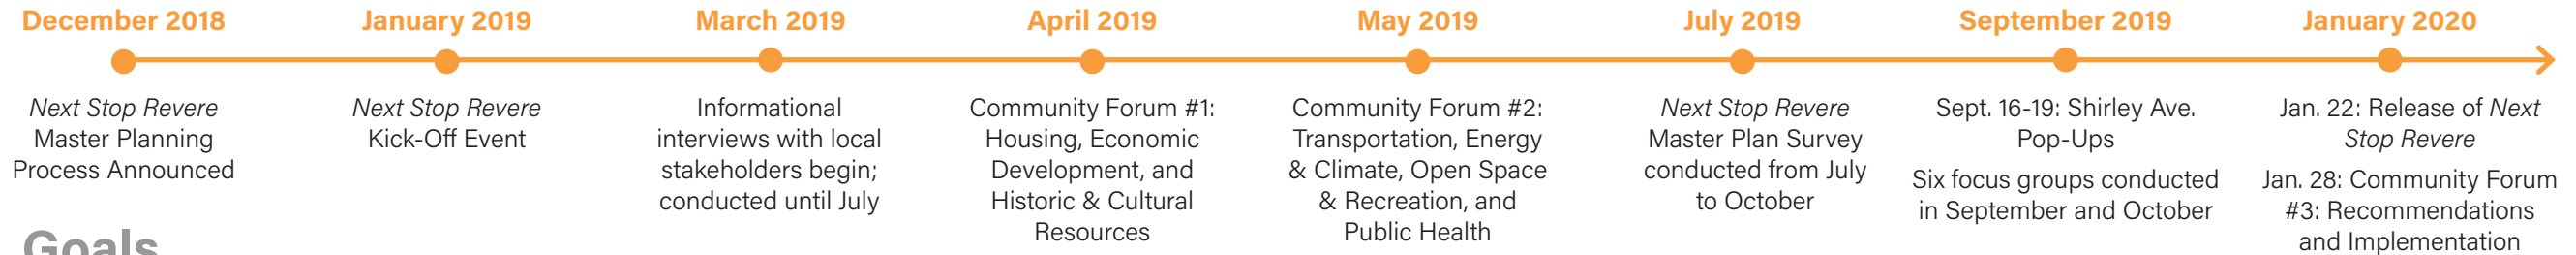 December 2018
Next Stop Revere
Master Planning
Process Announced
January 2019
Next Stop Revere
Kick-Off Event
March 2019
Informational
interviews with local
stakeholders begin;
conducted until July
April 2019
Community Forum #1:
Housing, Economic
Development, and
Historic & Cultural
Resources
May 2019
Community Forum #2:
Transportation, Energy
& Climate, Open Space
& Recreation, and
Public Health
July 2019
Next Stop Revere
Master Plan Survey
conducted from July
to October
September 2019
Sept. 16-19: Shirley Ave.
Pop-Ups
Six focus groups conducted
in September and October
January 2020
Jan. 22: Release of Next
Stop Revere
Jan. 28: Community Forum
#3: Recommendations
and Implementation
Goals